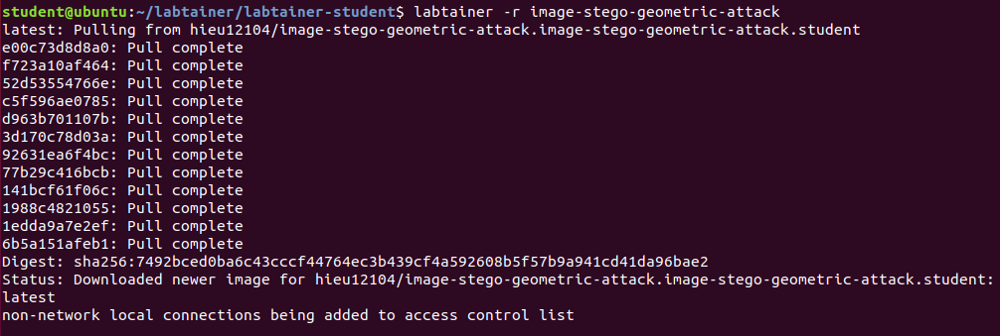 student@ubuntu:~/labtainer/labtainer-student$ labtainer -r image-stego-geometric-attack
latest: Pulling from hieu12104/image-stego-geometric-attack.image-stego-geometric-attack.student
e00c73d8d8a0: Pull complete
f723a10af464: Pull complete
52d53554766e: Pull complete
c5f596ae0785: Pull complete
d963b701107b: Pull complete
3d170c78d03a: Pull complete
92631ea6f4bc: Pull complete
77b29c416bcb: Pull complete
141bcf61f06c: Pull complete
1988c4821055: Pull complete
1edda9a7e2ef: Pull complete
6b5a151afeb1: Pull complete
Digest: sha256:7492bced0ba6c43cccf44764ec3b439cf4a592608b5f57b9a941cd41da96bae2
Status: Downloaded newer image for hieu12104/image-stego-geometric-attack.image-stego-geometric-attack.student:
latest
non-network local connections being added to access control list